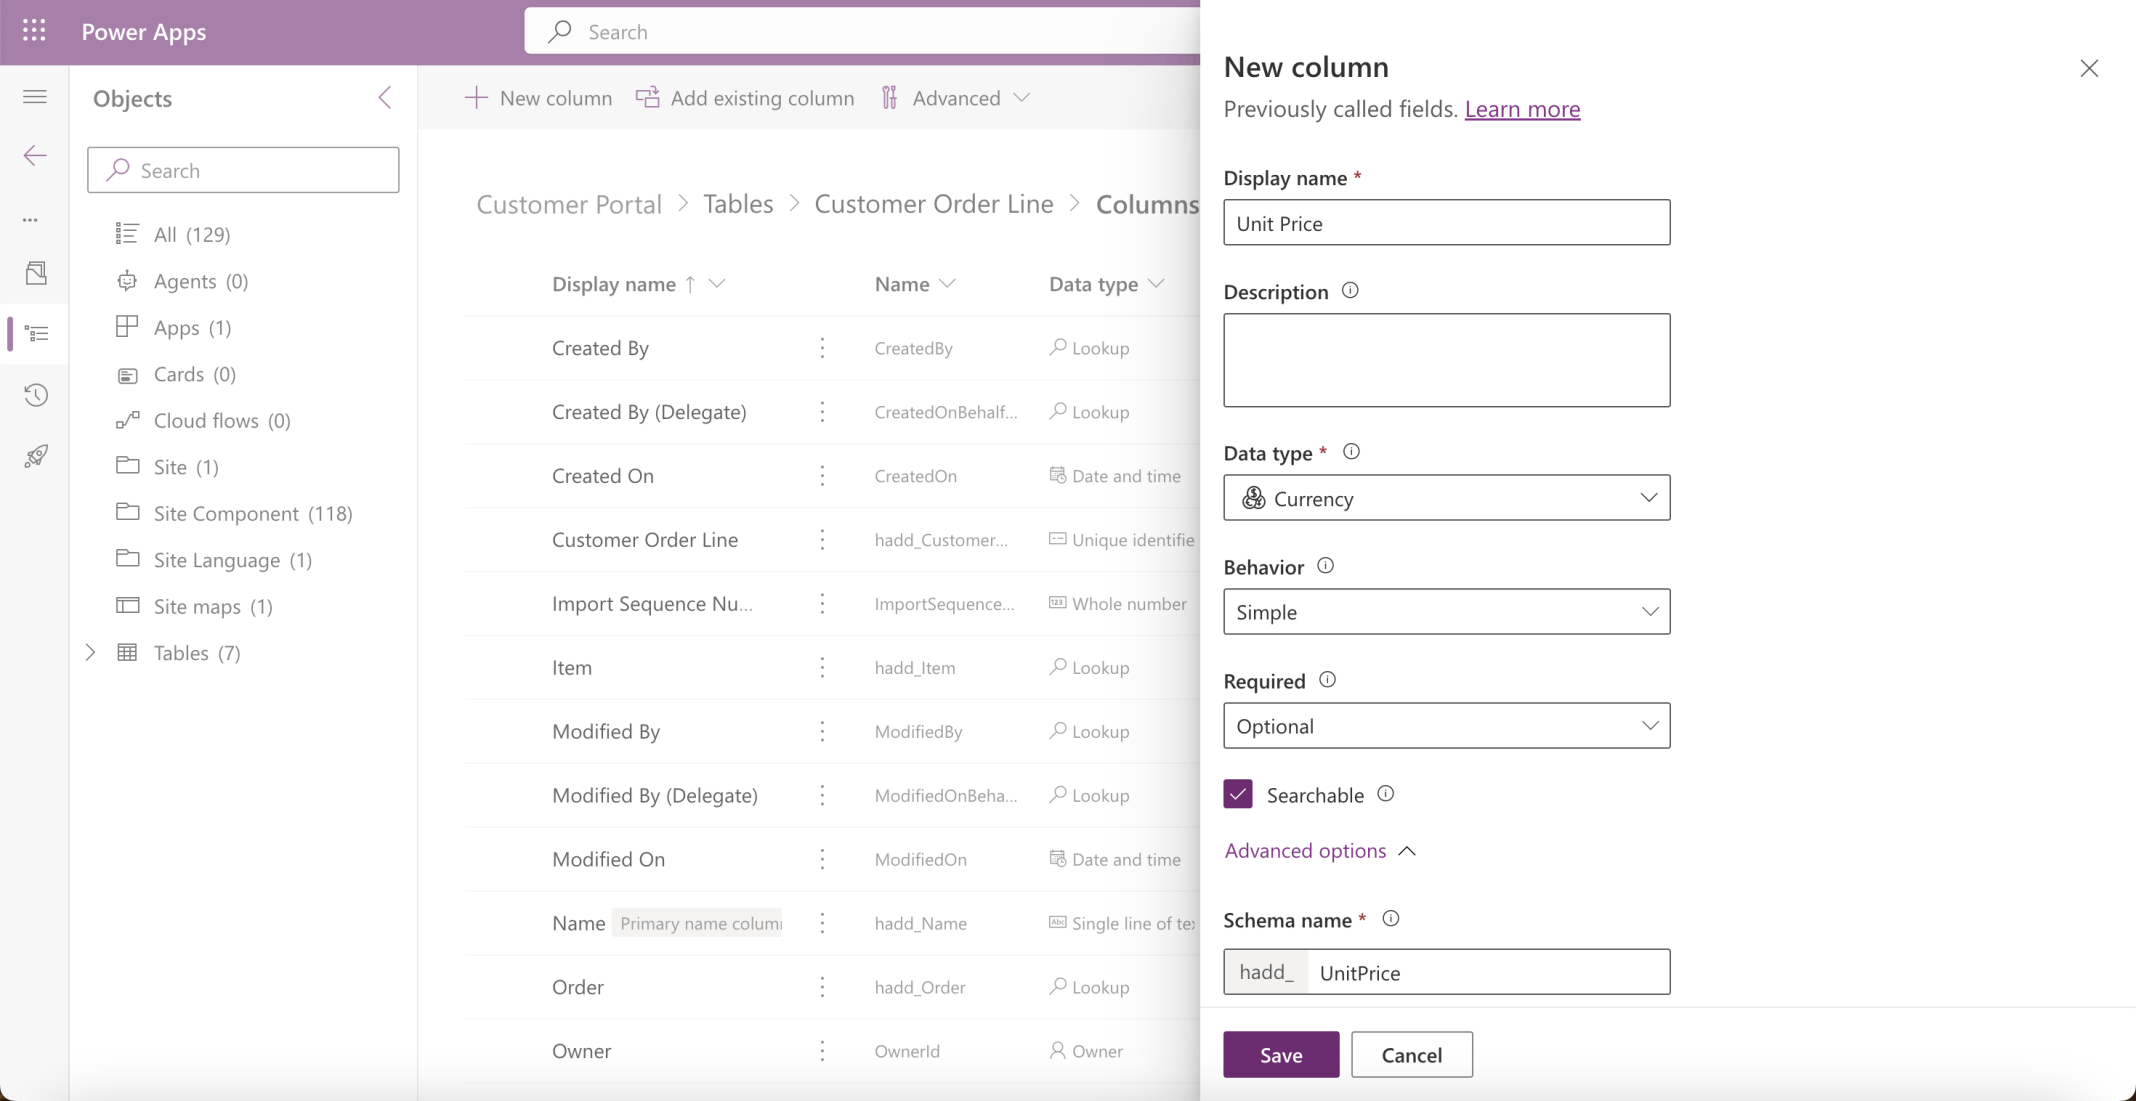 Power Apps
Search
Objects
Search
All (129)
Agents (0)
Apps (1)
Cards (0)
Cloud flows (0)
Site (1)
Site Component (118)
Site Language (1)
Site maps (1)
Tables (7)
New column
Add existing column
Advanced
Customer Portal > Tables > Customer Order Line > Columns
Display name ↑ Name Data type
Created By CreatedBy Lookup
Created By (Delegate) CreatedOnBehalf... Lookup
Created On CreatedOn Date and time
Customer Order Line hadd_Customer... Unique identifie
Import Sequence Nu... ImportSequence... Whole number
Item hadd_Item Lookup
Modified By ModifiedBy Lookup
Modified By (Delegate) ModifiedOnBeha... Lookup
Modified On ModifiedOn Date and time
Name Primary name colum hadd_Name Single line of te
Order hadd_Order Lookup
Owner OwnerId Owner
New column
Previously called fields. Learn more
Display name *
Unit Price
Description
Data type *
Currency
Behavior
Simple
Required
Optional
Searchable
Advanced options
Schema name *
hadd_ UnitPrice
Save Cancel